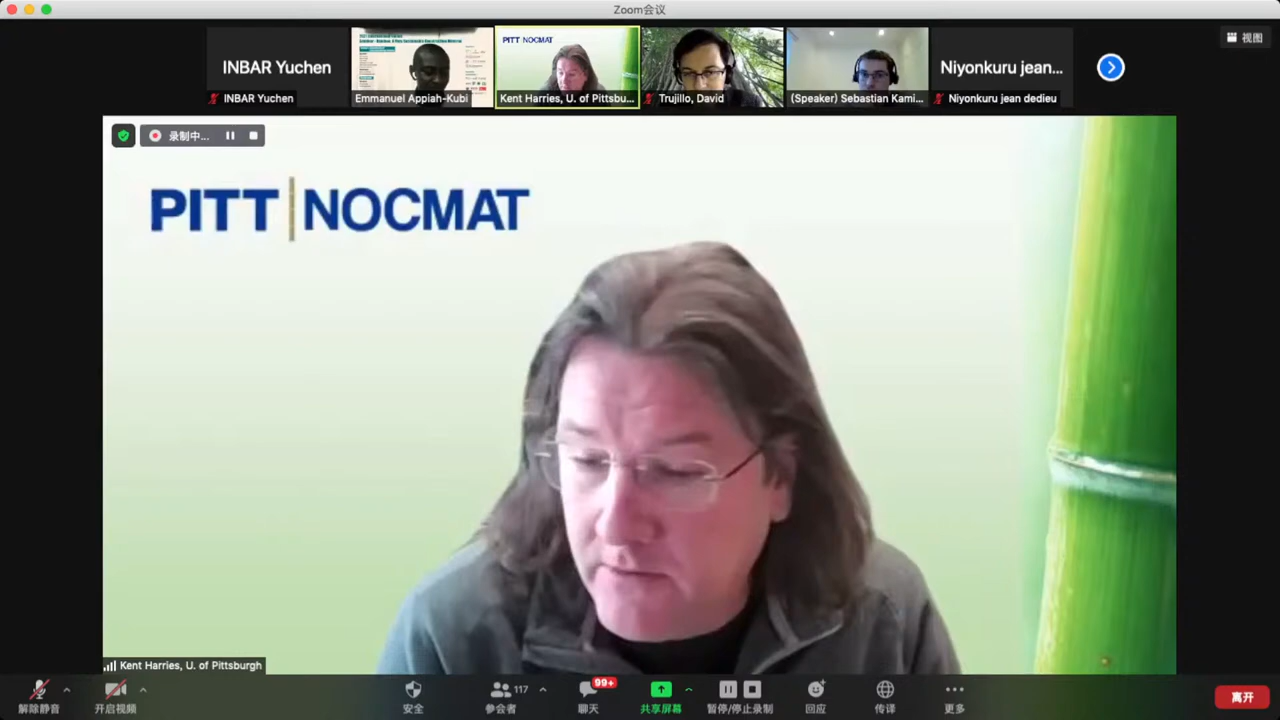 Zoom会议
INBAR Yuchen
INBAR Yuchen
Emmanuel Appiah-Kubi
PITT NOCMAT
Kent Harries, U. of Pittsbu...
Trujillo, David
(Speaker) Sebastian Kami...
Niyonkuru jean...
Niyonkuru jean dedieu
视图
录制中...
PITT NOCMAT
Kent Harries, U. of Pittsburgh
解除静音
开启视频
安全
117
参会者
99+
聊天
共享屏幕
暂停/停止录制
回应
传译
更多
离开